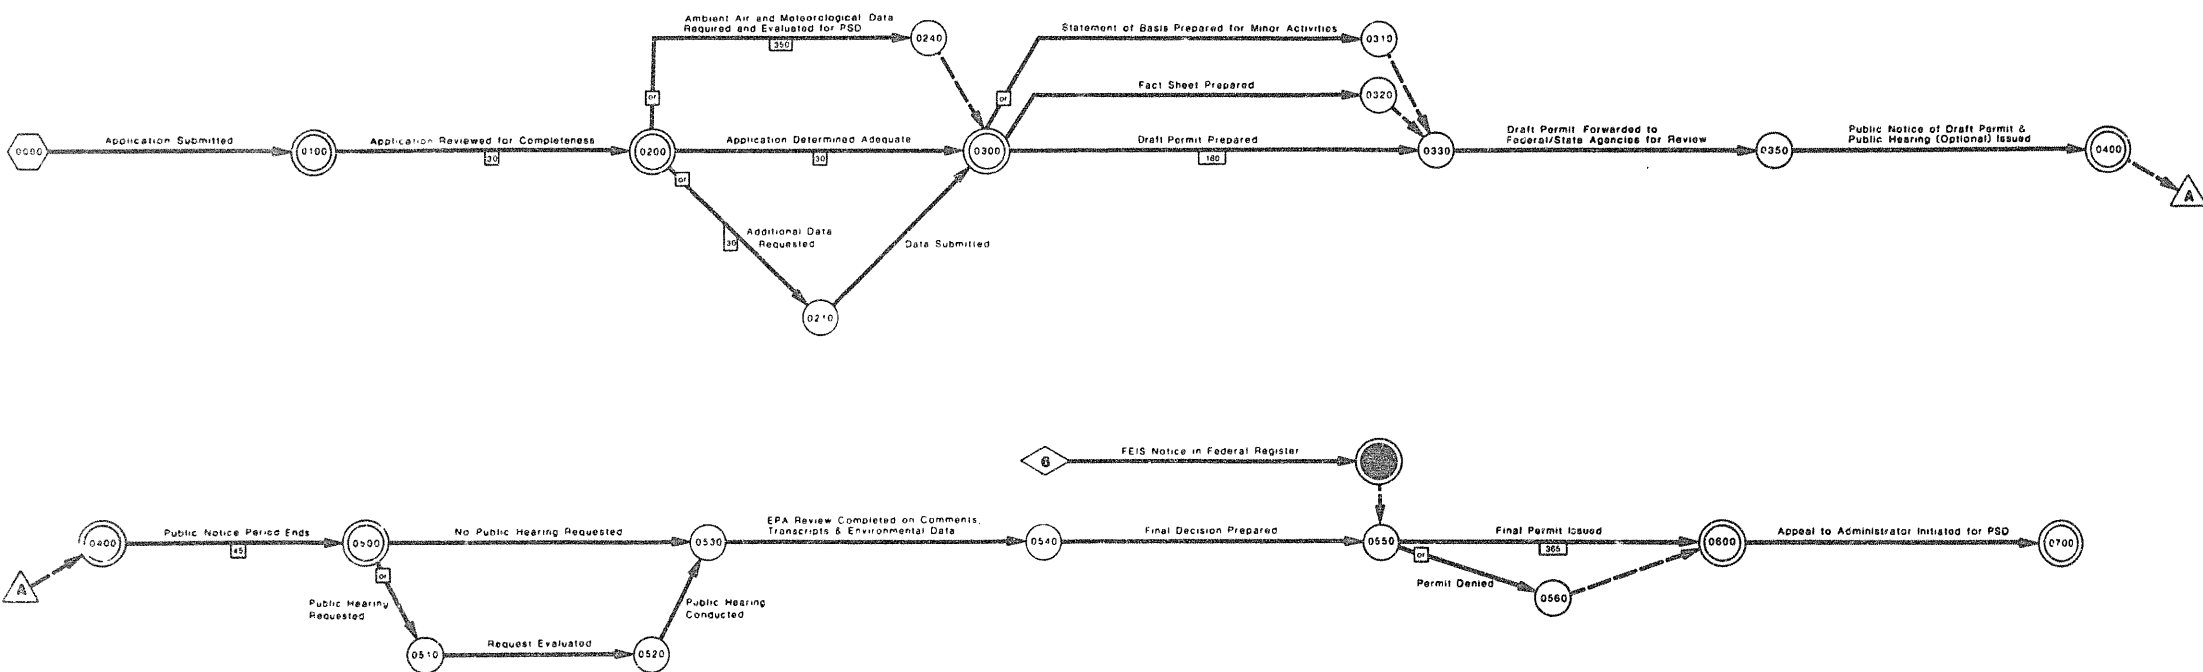 Ambient Air and Meteorological Data
Required and Evaluated for PSD
350
0240
Statement of Basis Prepared for Minor Activities
0310
or
or
Fact Sheet Prepared
0320
0000
Application Submitted
0100
Application Reviewed for Completeness
30
0200
Application Determined Adequate
30
0300
Draft Permit Prepared
180
0330
Draft Permit Forwarded to
Federal/State Agencies for Review
0350
Public Notice of Draft Permit &
Public Hearing (Optional) Issued
0400
A
or
30
Additional Data
Requested
Data Submitted
0210
6
FEIS Notice in Federal Register
A
0400
Public Notice Period Ends
45
0500
No Public Hearing Requested
0530
EPA Review Completed on Comments,
Transcripts & Environmental Data
0540
Final Decision Prepared
0550
Final Permit Issued
365
0600
Appeal to Administrator Initiated for PSD
0700
or
Public Hearing
Requested
0510
Request Evaluated
0520
Public Hearing
Conducted
or
Permit Denied
0560